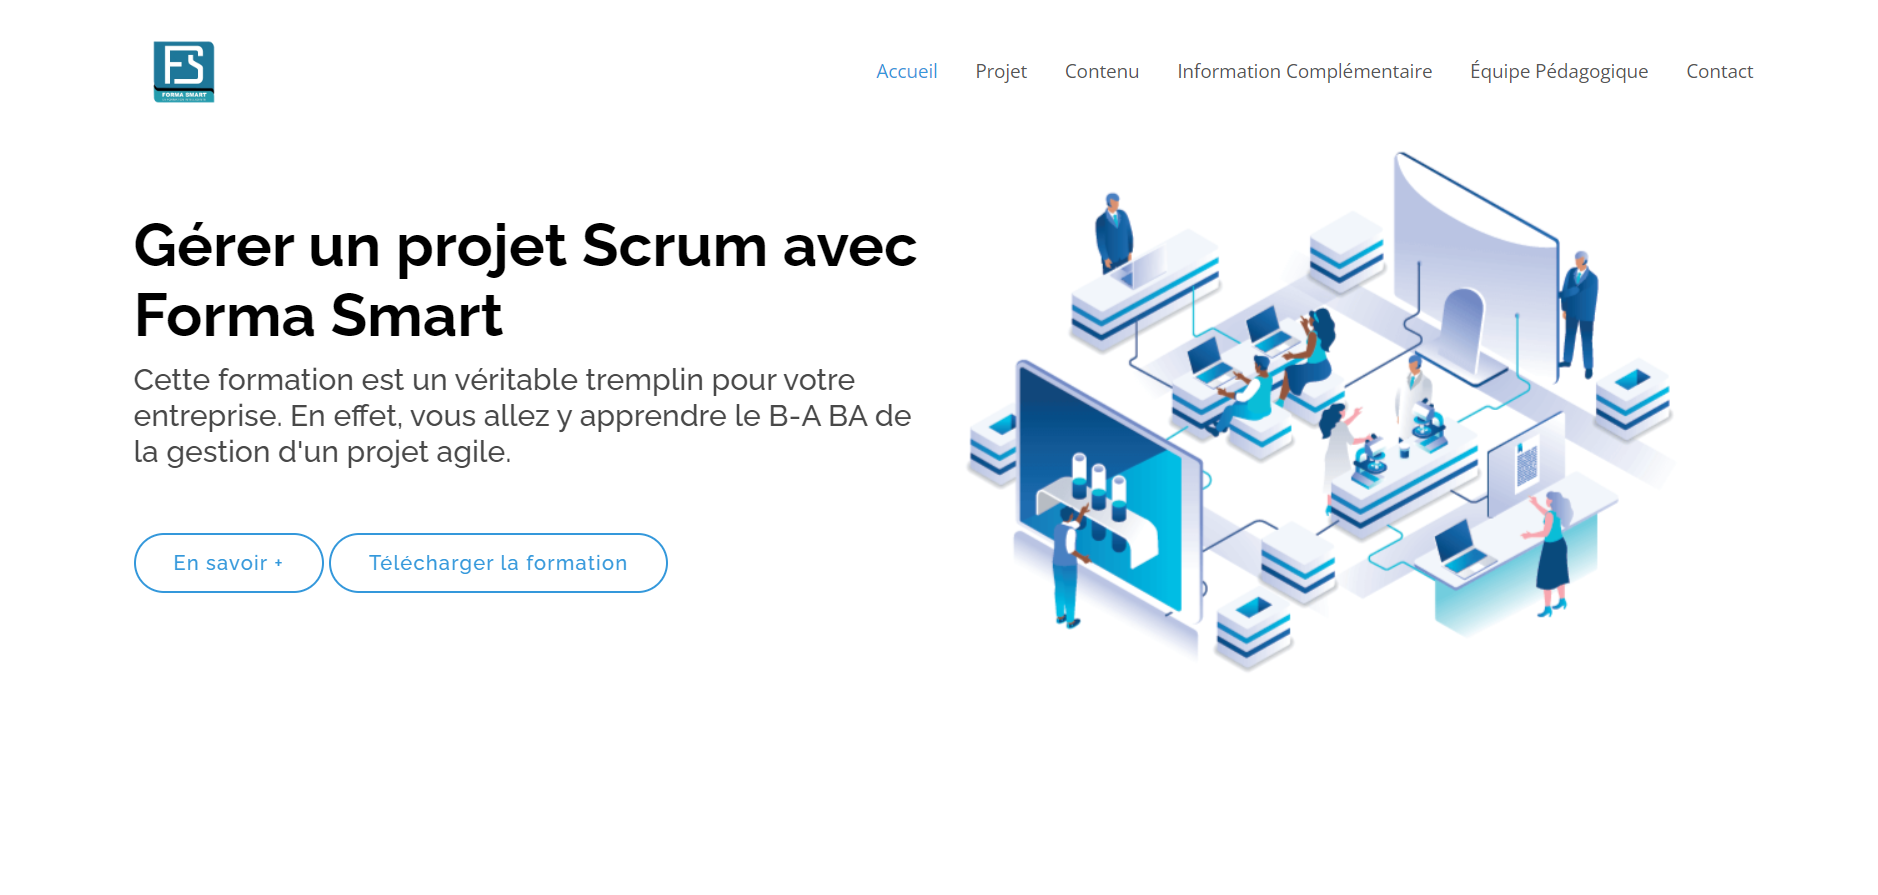 FS
FORMA SMART
Accueil
Projet
Contenu
Information Complémentaire
Équipe Pédagogique
Contact
Gérer un projet Scrum avec
Forma Smart
Cette formation est un véritable tremplin pour votre
entreprise. En effet, vous allez y apprendre le B-A BA de
la gestion d'un projet agile.
En savoir +
Télécharger la formation